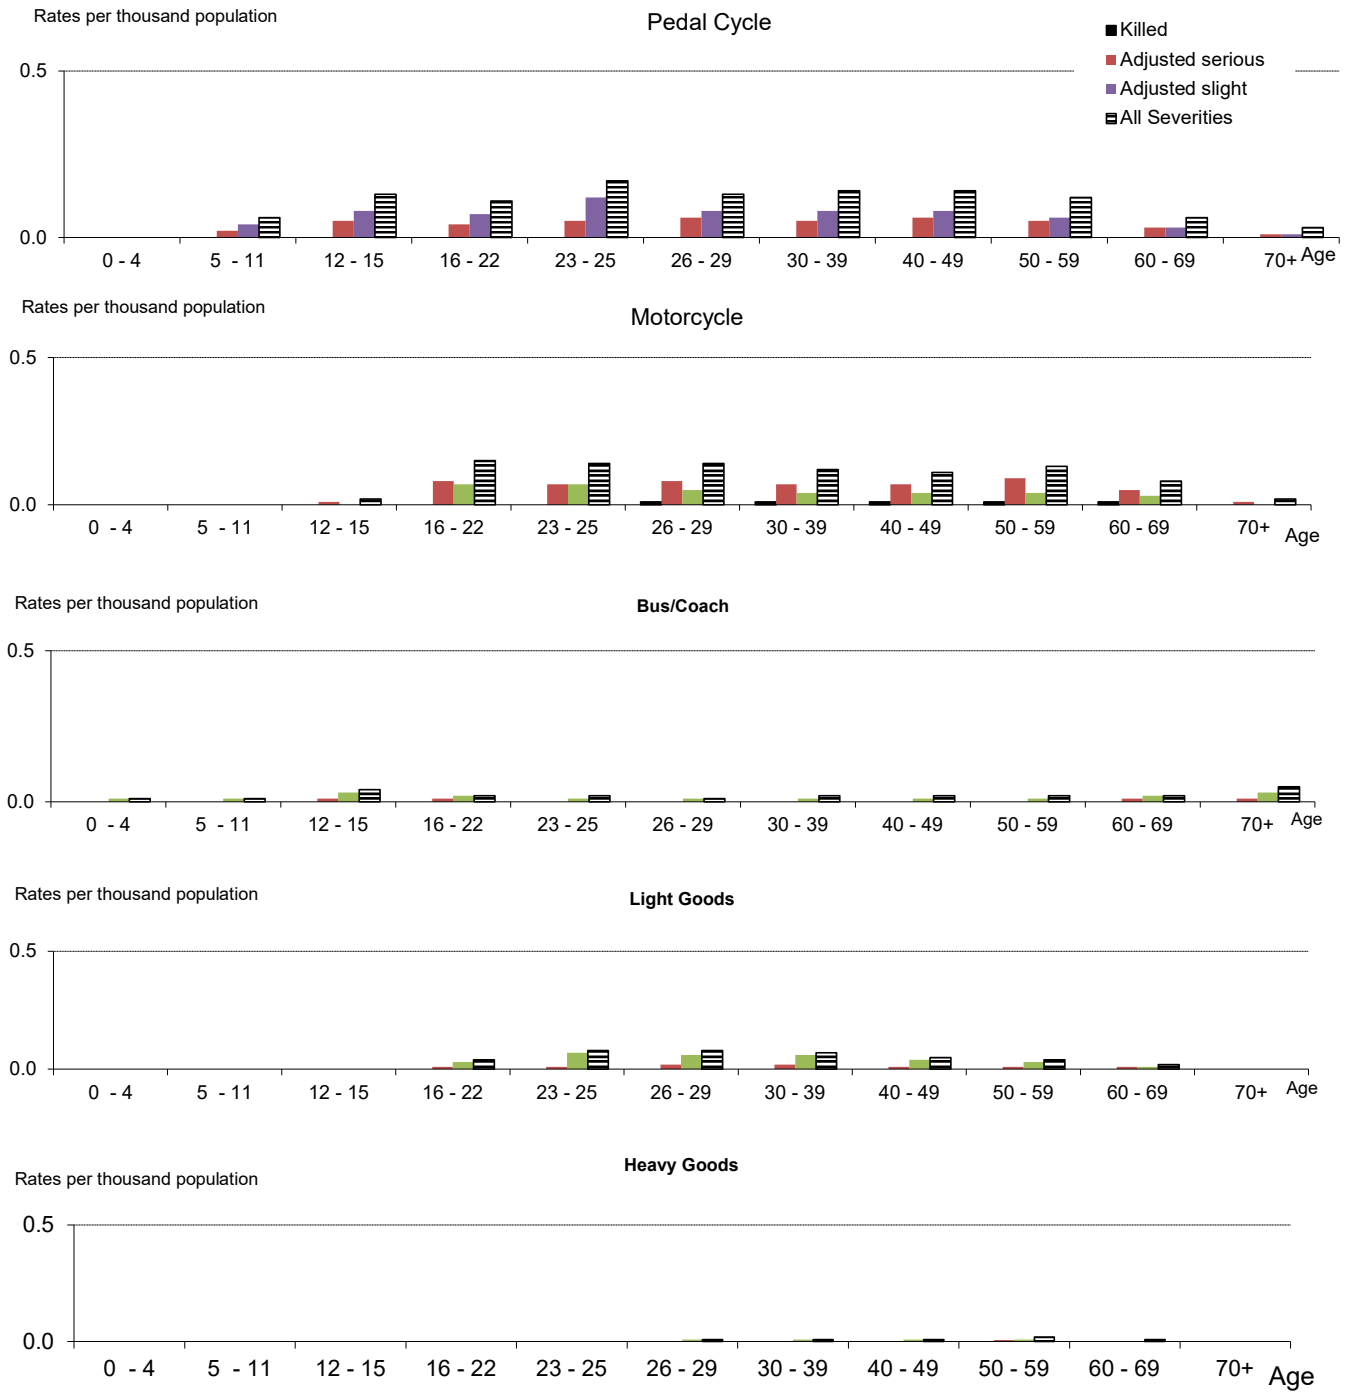 Rates per thousand population
Pedal Cycle
Killed
Adjusted serious
Adjusted slight
All Severities
0.5
0.0
0 - 4 5 - 11 12 - 15 16 - 22 23 - 25 26 - 29 30 - 39 40 - 49 50 - 59 60 - 69 70+ Age
Rates per thousand population
Motorcycle
0.5
0.0
0 - 4 5 - 11 12 - 15 16 - 22 23 - 25 26 - 29 30 - 39 40 - 49 50 - 59 60 - 69 70+ Age
Rates per thousand population
Bus/Coach
0.5
0.0
0 - 4 5 - 11 12 - 15 16 - 22 23 - 25 26 - 29 30 - 39 40 - 49 50 - 59 60 - 69 70+ Age
Rates per thousand population
Light Goods
0.5
0.0
0 - 4 5 - 11 12 - 15 16 - 22 23 - 25 26 - 29 30 - 39 40 - 49 50 - 59 60 - 69 70+ Age
Heavy Goods
Rates per thousand population
0.5
0.0
0 - 4 5 - 11 12 - 15 16 - 22 23 - 25 26 - 29 30 - 39 40 - 49 50 - 59 60 - 69 70+ Age